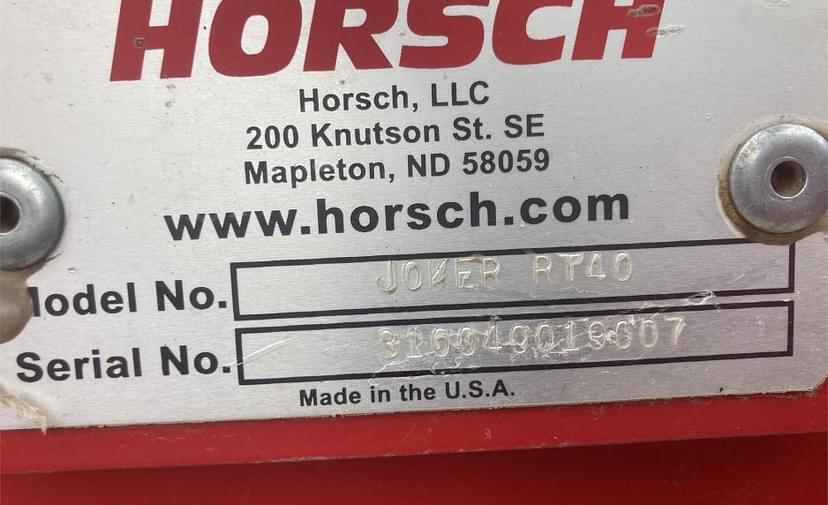 HORSCH
Horsch, LLC
200 Knutson St. SE
Mapleton, ND 58059
www.horsch.com
Model No. JOKER RT40
Serial No.
Made in the U.S.A.